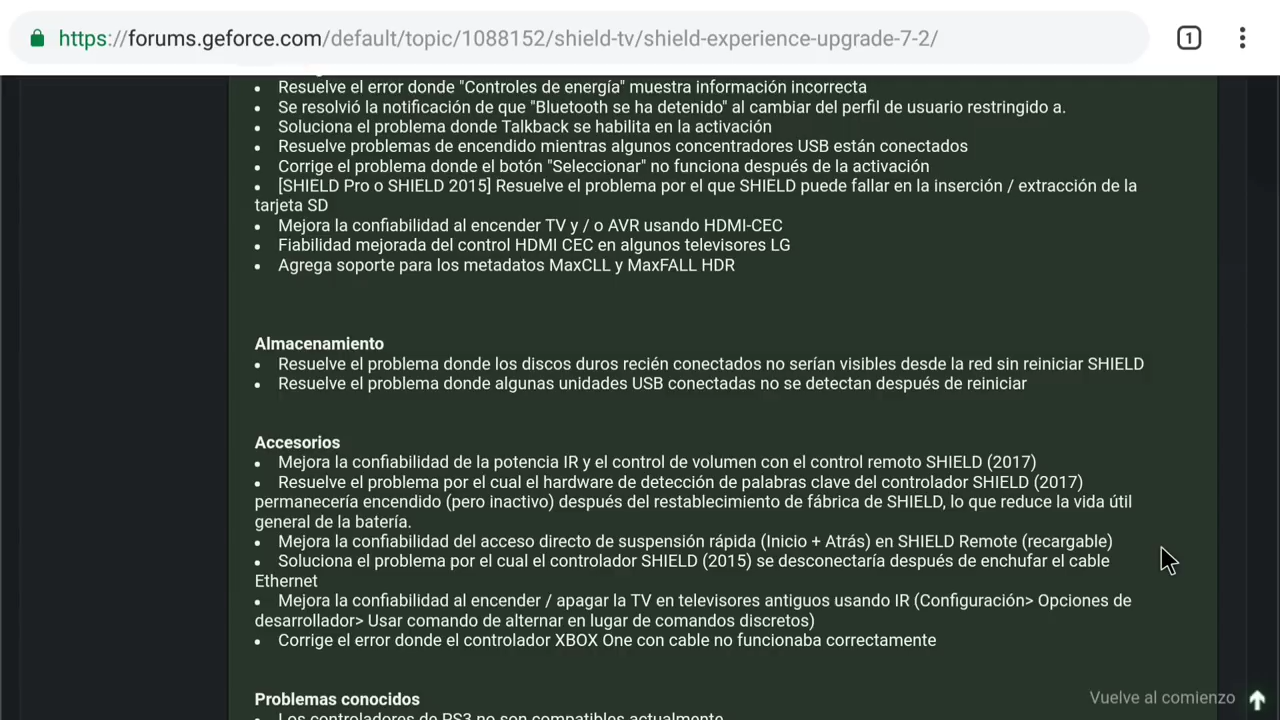 https://forums.geforce.com/default/topic/1088152/shield-tv/shield-experience-upgrade-7-2/
1
• Resuelve el error donde "Controles de energía" muestra información incorrecta
• Se resolvió la notificación de que "Bluetooth se ha detenido" al cambiar del perfil de usuario restringido a.
• Soluciona el problema donde Talkback se habilita en la activación
• Resuelve problemas de encendido mientras algunos concentradores USB están conectados
• Corrige el problema donde el botón "Seleccionar" no funciona después de la activación
• [SHIELD Pro o SHIELD 2015] Resuelve el problema por el que SHIELD puede fallar en la inserción / extracción de la
tarjeta SD
• Mejora la confiabilidad al encender TV y / o AVR usando HDMI-CEC
• Fiabilidad mejorada del control HDMI CEC en algunos televisores LG
• Agrega soporte para los metadatos MaxCLL y MaxFALL HDR
Almacenamiento
• Resuelve el problema donde los discos duros recién conectados no serían visibles desde la red sin reiniciar SHIELD
• Resuelve el problema donde algunas unidades USB conectadas no se detectan después de reiniciar
Accesorios
• Mejora la confiabilidad de la potencia IR y el control de volumen con el control remoto SHIELD (2017)
• Resuelve el problema por el cual el hardware de detección de palabras clave del controlador SHIELD (2017)
permanecería encendido (pero inactivo) después del restablecimiento de fábrica de SHIELD, lo que reduce la vida útil
general de la batería.
• Mejora la confiabilidad del acceso directo de suspensión rápida (Inicio + Atrás) en SHIELD Remote (recargable)
• Soluciona el problema por el cual el controlador SHIELD (2015) se desconectaría después de enchufar el cable
Ethernet
• Mejora la confiabilidad al encender / apagar la TV en televisores antiguos usando IR (Configuración> Opciones de
desarrollador> Usar comando de alternar en lugar de comandos discretos)
• Corrige el error donde el controlador XBOX One con cable no funcionaba correctamente
Problemas conocidos
Vuelve al comienzo
• Los controladores de PS3 no son compatibles actualmente